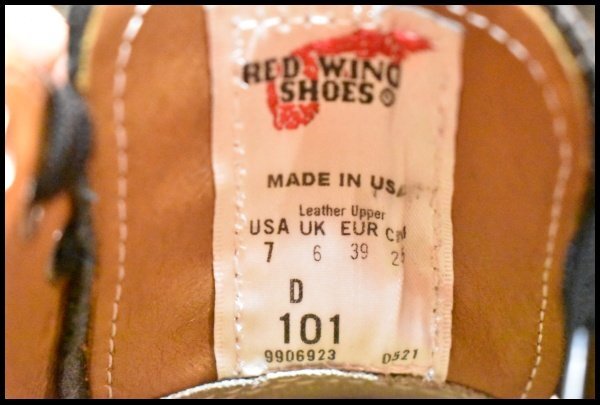 RED WING
SHOES ®
MADE IN USA
Leather Upper
USA UK EUR
7 6 39
D
101
9906923 D521